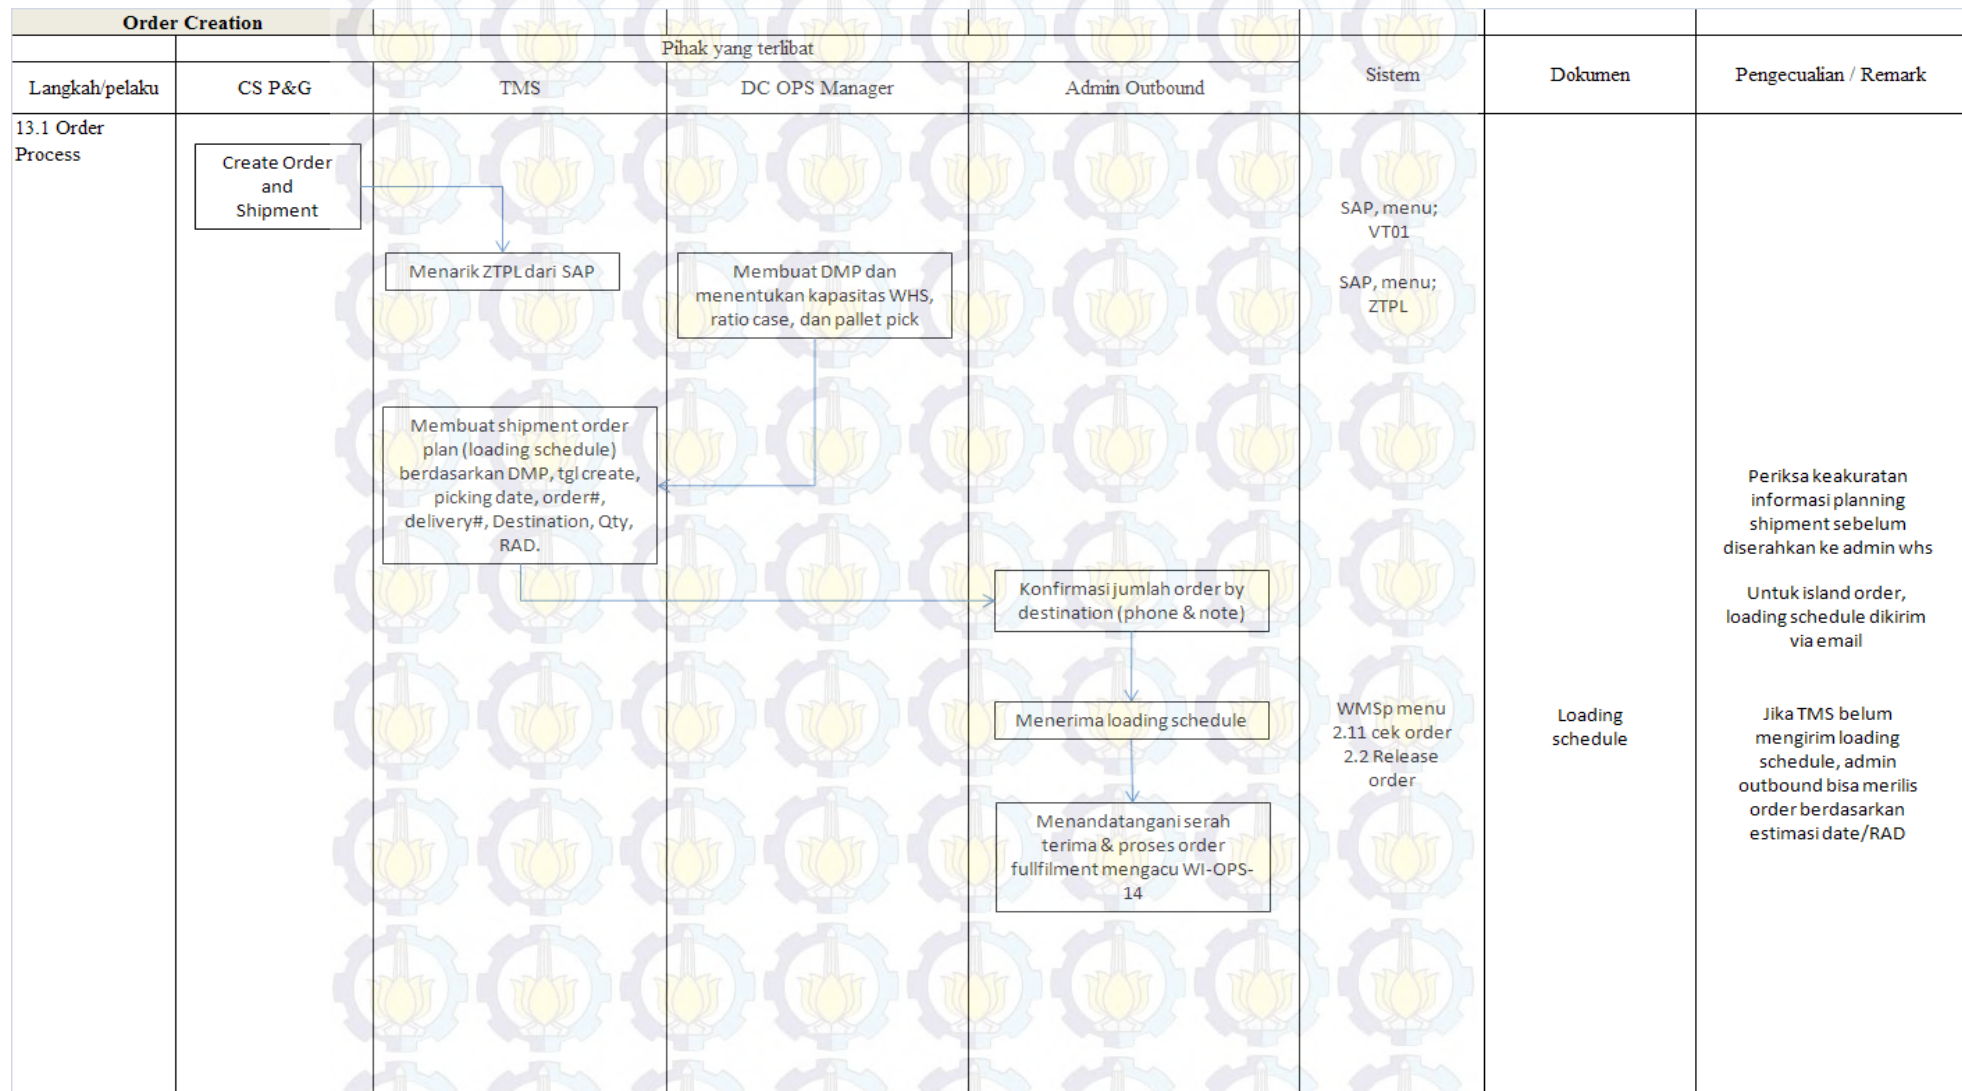 Order Creation
Pihak yang terlibat
Langkah/pelaku
CS P&G
TMS
DC OPS Manager
Admin Outbound
Sistem
Dokumen
Pengecualian / Remark
13.1 Order
Process
Create Order
and
Shipment
SAP, menu;
VT01
Menarik ZTPL dari SAP
Membuat DMP dan
menentukan kapasitas WHS,
ratio case, dan pallet pick
SAP, menu;
ZTPL
Membuat shipment order
plan (loading schedule)
berdasarkan DMP, tgl create,
picking date, order#,
delivery#, Destination, Qty,
RAD.
Periksa keakuratan
informasi planning
shipment sebelum
diserahkan ke admin whs
Konfirmasi jumlah order by
destination (phone & note)
Untuk island order,
loading schedule dikirim
via email
Menerima loading schedule
WMSp menu
2.11 cek order
2.2 Release
order
Loading
schedule
Jika TMS belum
mengirim loading
schedule, admin
outbound bisa merilis
order berdasarkan
estimasi date/RAD
Menandatangani serah
terima & proses order
fullfilment mengacu WI-OPS-
14